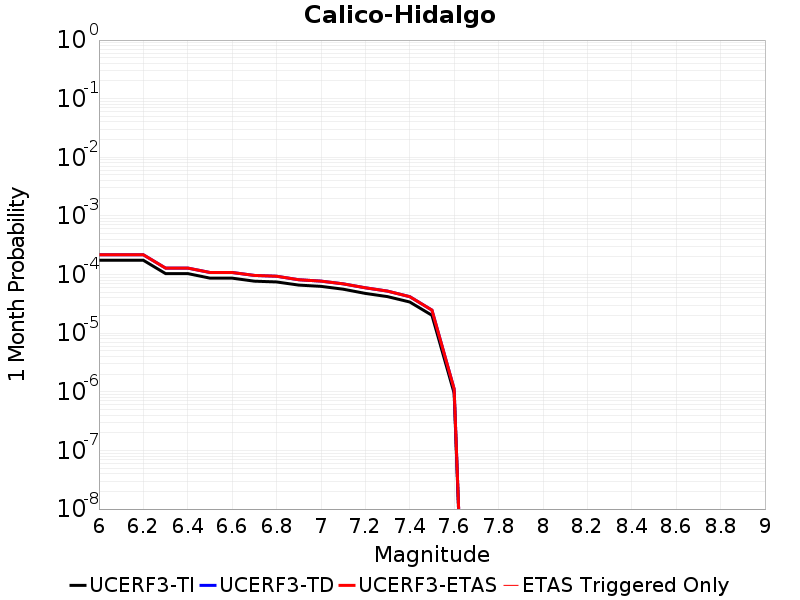 Calico-Hidalgo
10^0
10^-1
10^-2
10^-3
10^-4
10^-5
10^-6
10^-7
10^-8
1 Month Probability
6 6.2 6.4 6.6 6.8 7 7.2 7.4 7.6 7.8 8 8.2 8.4 8.6 8.8 9
Magnitude
UCERF3-TI UCERF3-TD UCERF3-ETAS ETAS Triggered Only